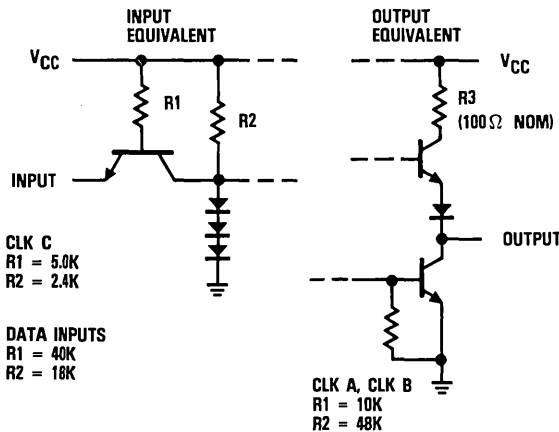 INPUT
EQUIVALENT
OUTPUT
EQUIVALENT
VCC
VCC
R1
R2
R3
(100Ω NOM)
INPUT
OUTPUT
CLK C
R1 = 5.0K
R2 = 2.4K
DATA INPUTS
R1 = 40K
R2 = 18K
CLK A, CLK B
R1 = 10K
R2 = 48K